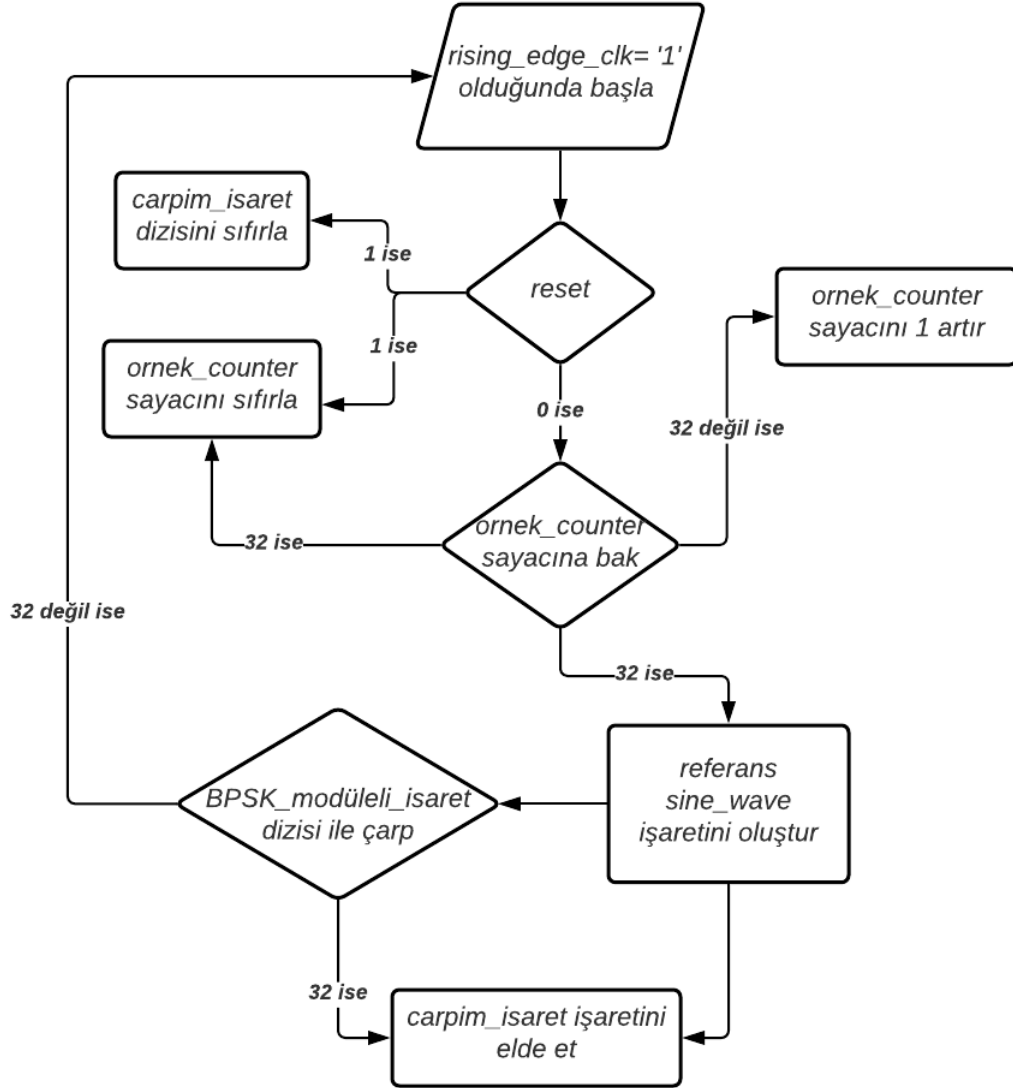 rising_edge_clk= '1'
olduğunda başla
carpim_isaret
dizisini sıfırla
1 ise
reset
ornek_counter
sayacını 1 artır
1 ise
ornek_counter
sayacını sıfırla
0 ise
32 değil ise
ornek_counter
sayacına bak
32 ise
32 değil ise
32 ise
referans
sine_wave
işaretini oluştur
BPSK_modüleli_isaret
dizisi ile çarp
32 ise
carpim_isaret işaretini
elde et